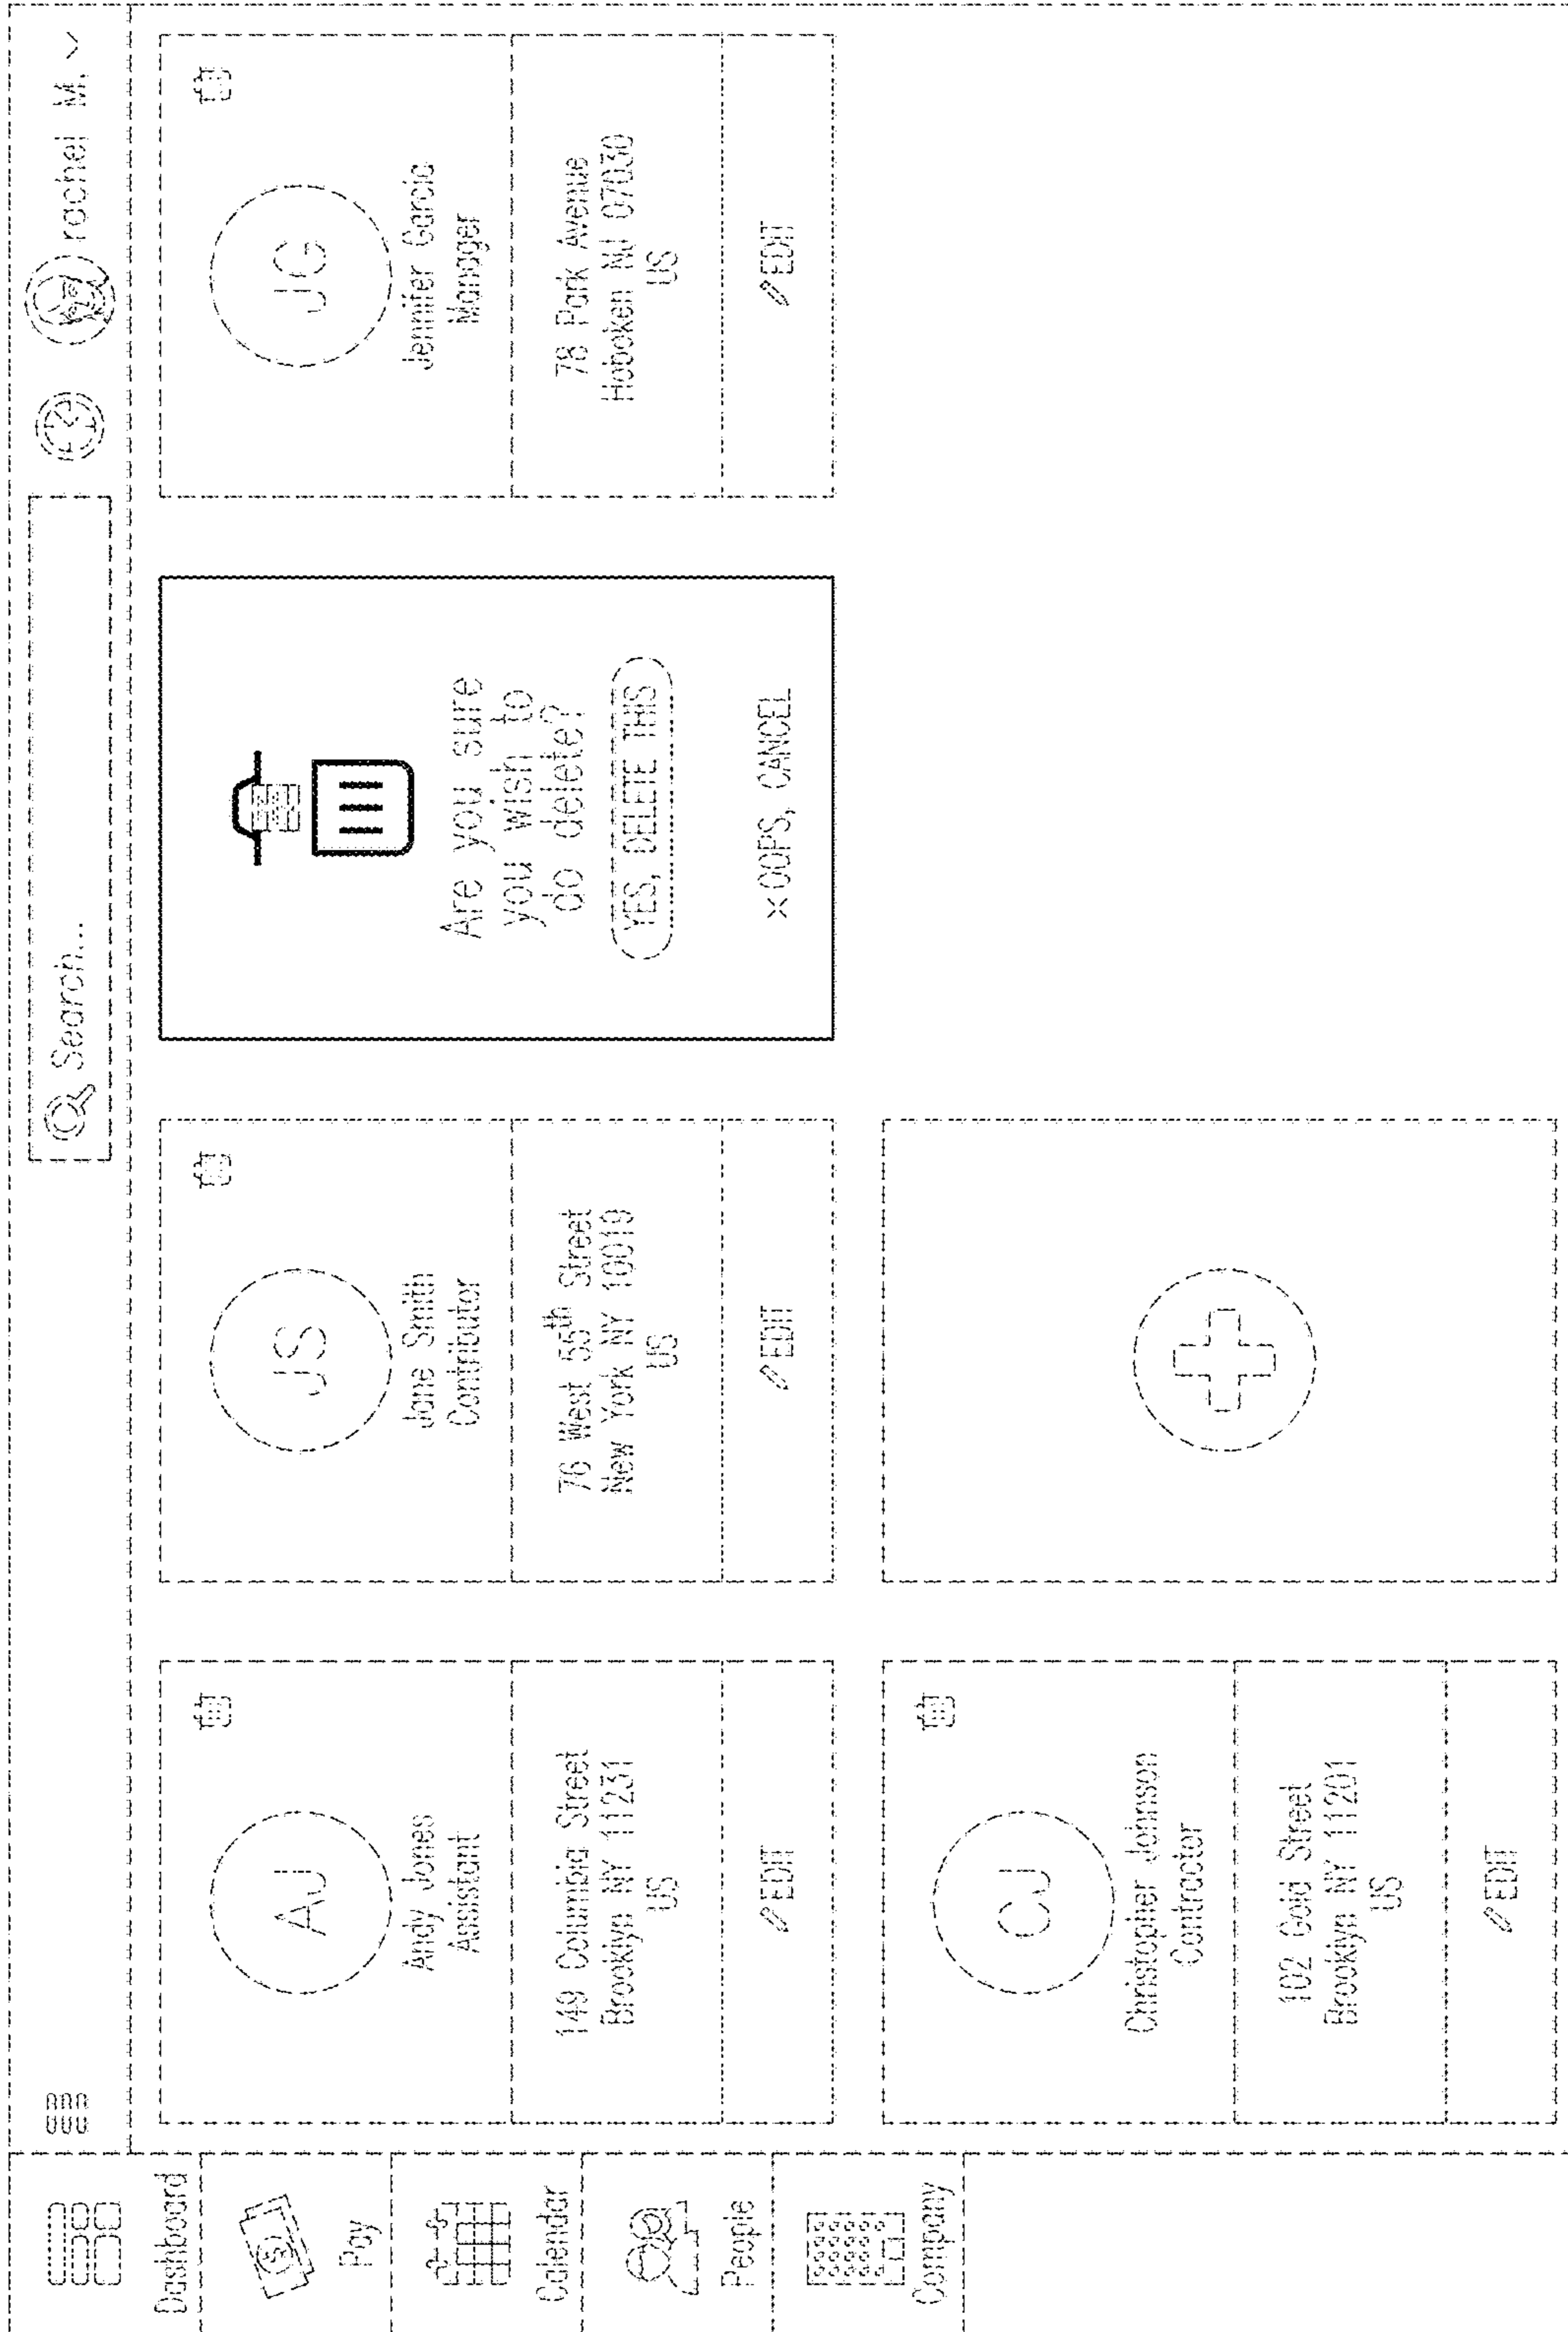 Search...
rachel M.
Dashboard
Pay
Calendar
People
Company
AJ
Andy Jones
Assistant
149 Columbia Street
Brooklyn NY 11231
US
EDIT
JS
Jane Smith
Contributor
76 West 55th Street
New York NY 10019
US
EDIT
Are you sure
you wish to
do delete?
YES, DELETE THIS
×OOPS, CANCEL
JG
Jennifer Garcia
Manager
78 Park Avenue
Hoboken NJ 07030
US
EDIT
CJ
Christopher Johnson
Contractor
102 Gold Street
Brooklyn NY 11201
US
EDIT